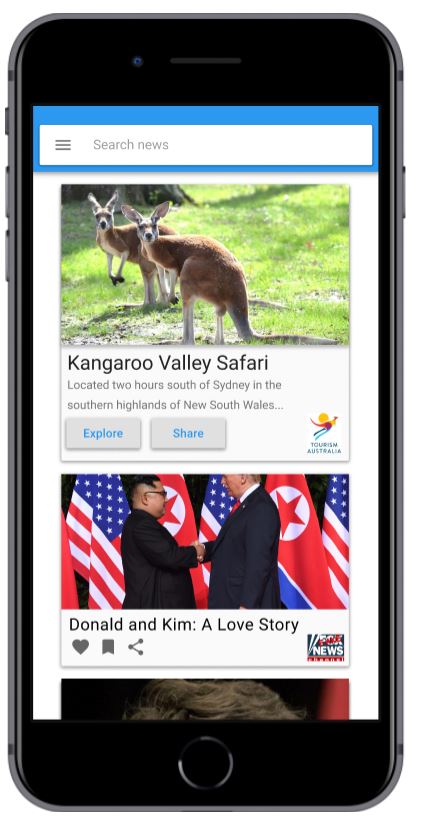 Search news
Kangaroo Valley Safari
Located two hours south of Sydney in the
southern highlands of New South Wales...
Explore
Share
TOURISM
AUSTRALIA
Donald and Kim: A Love Story
FOX
NEWS
channel